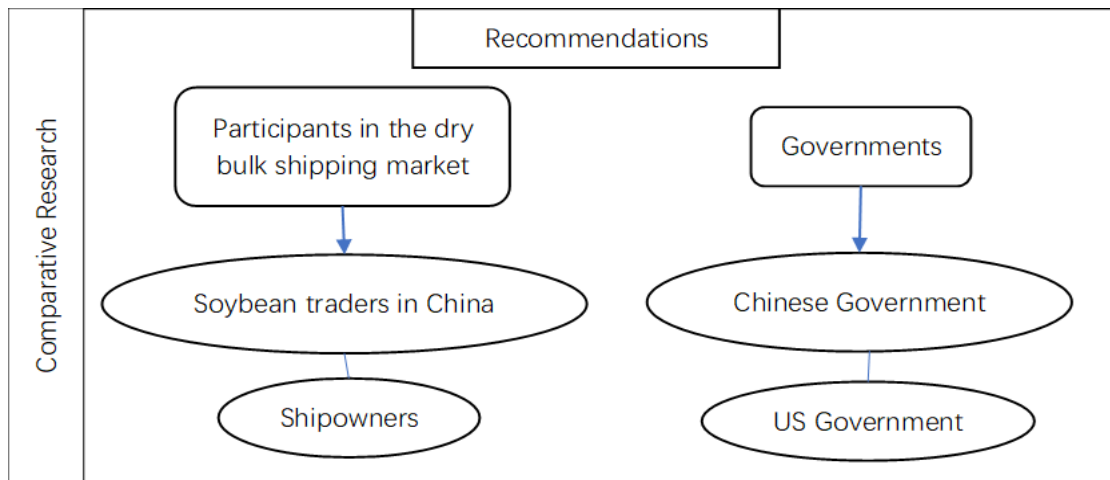 Recommendations
Comparative Research
Participants in the dry
bulk shipping market
Governments
Soybean traders in China
Chinese Government
Shipowners
US Government